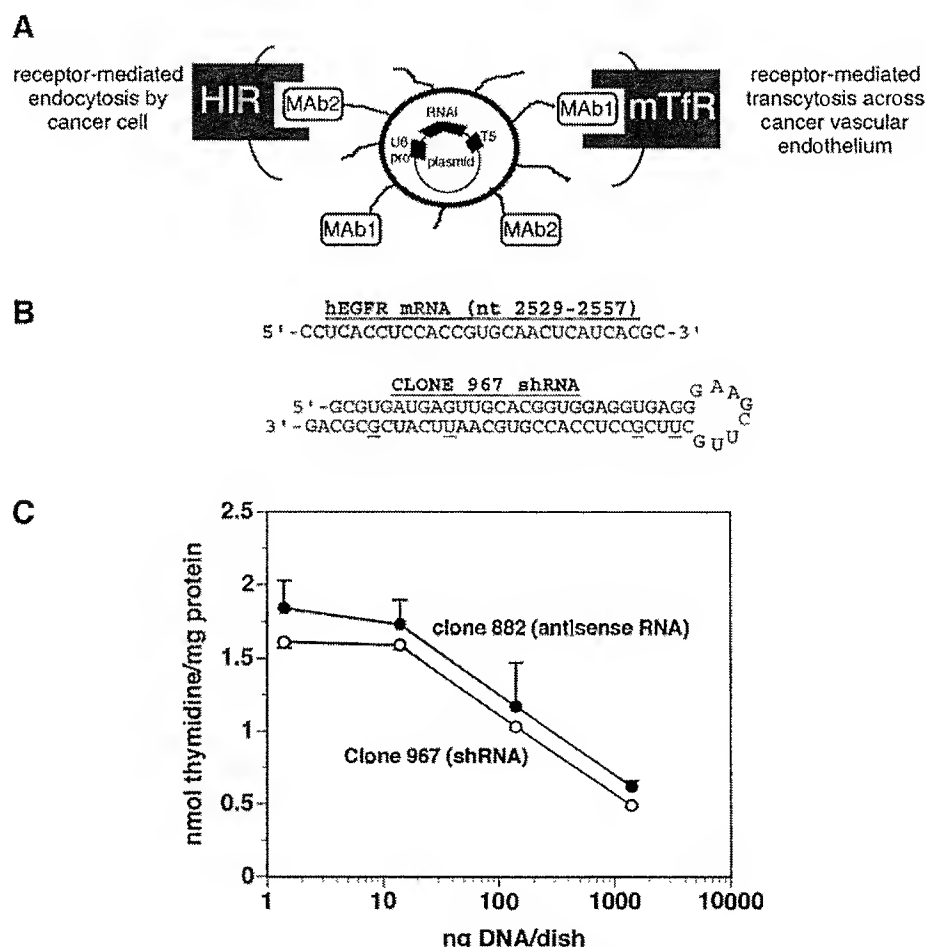 A
receptor-mediated
endocytosis by
cancer cell
HIR
MAb2
RNAi
U6
pro
T5
plasmid
MAb1
mTfR
receptor-mediated
transcytosis across
cancer vascular
endothelium
MAb1
MAb2
B
hEGFR mRNA (nt 2529-2557)
5'-CCUCACCUCCACCGUGCAACUCAUCACGC-3'
CLONE 967 shRNA
5'-GCGUGAUGAGUUGCACGGUGGAGGUGAGG
G A A G C
3'-GACGCGCUACUUAACGUGCCACCUCCGCUUC
G U U
C
2.5
2
1.5
1
0.5
0
nmol thymidine/mg protein
clone 882 (antisense RNA)
Clone 967 (shRNA)
1
10
100
1000
10000
ng DNA/dish